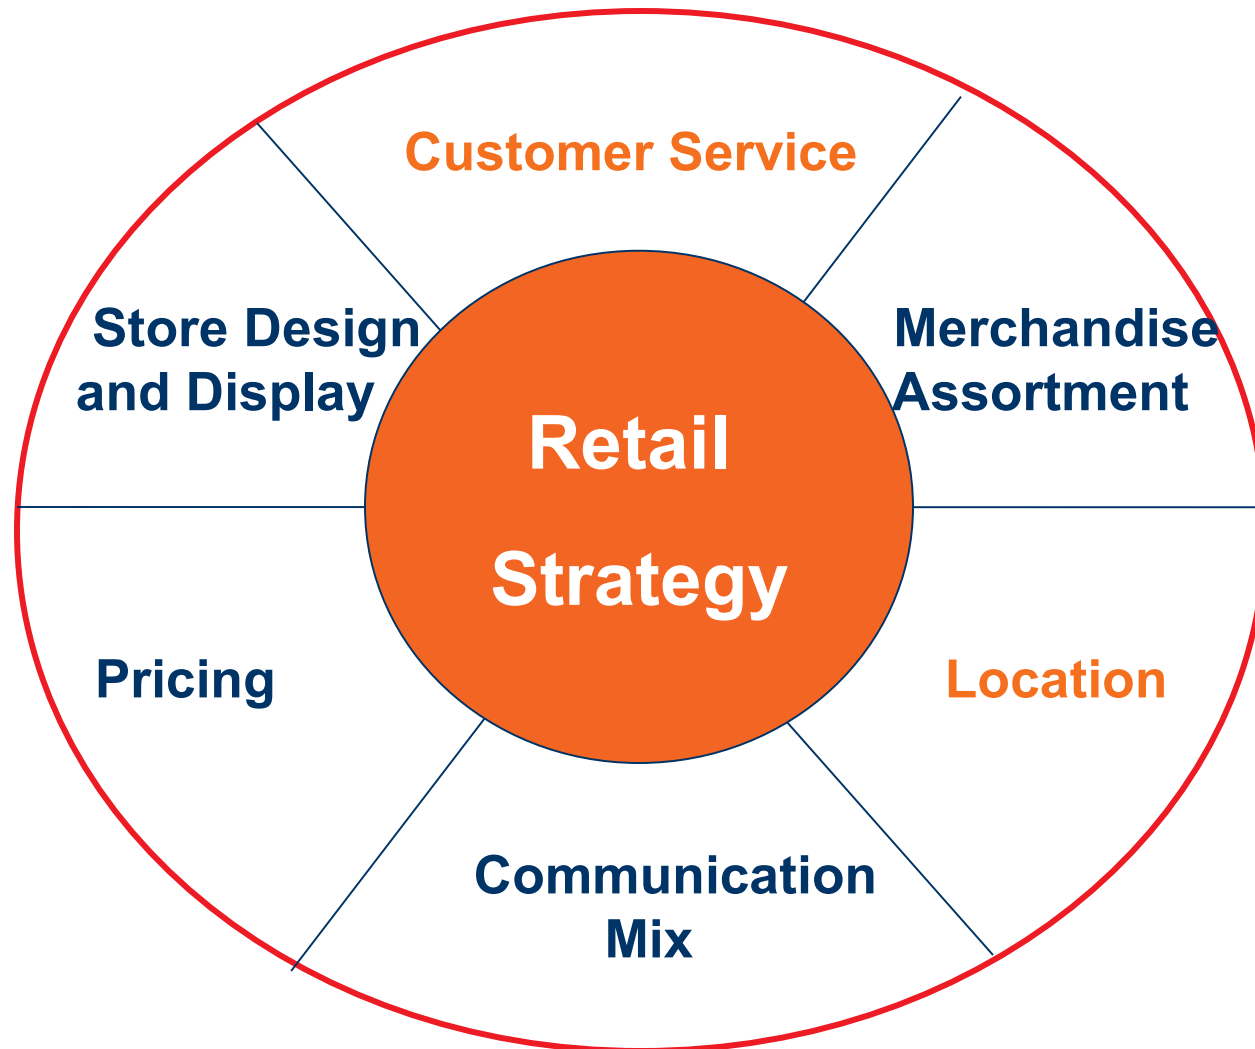 Customer Service
Store Design
and Display
Merchandise
Assortment
Retail
Strategy
Pricing
Location
Communication
Mix